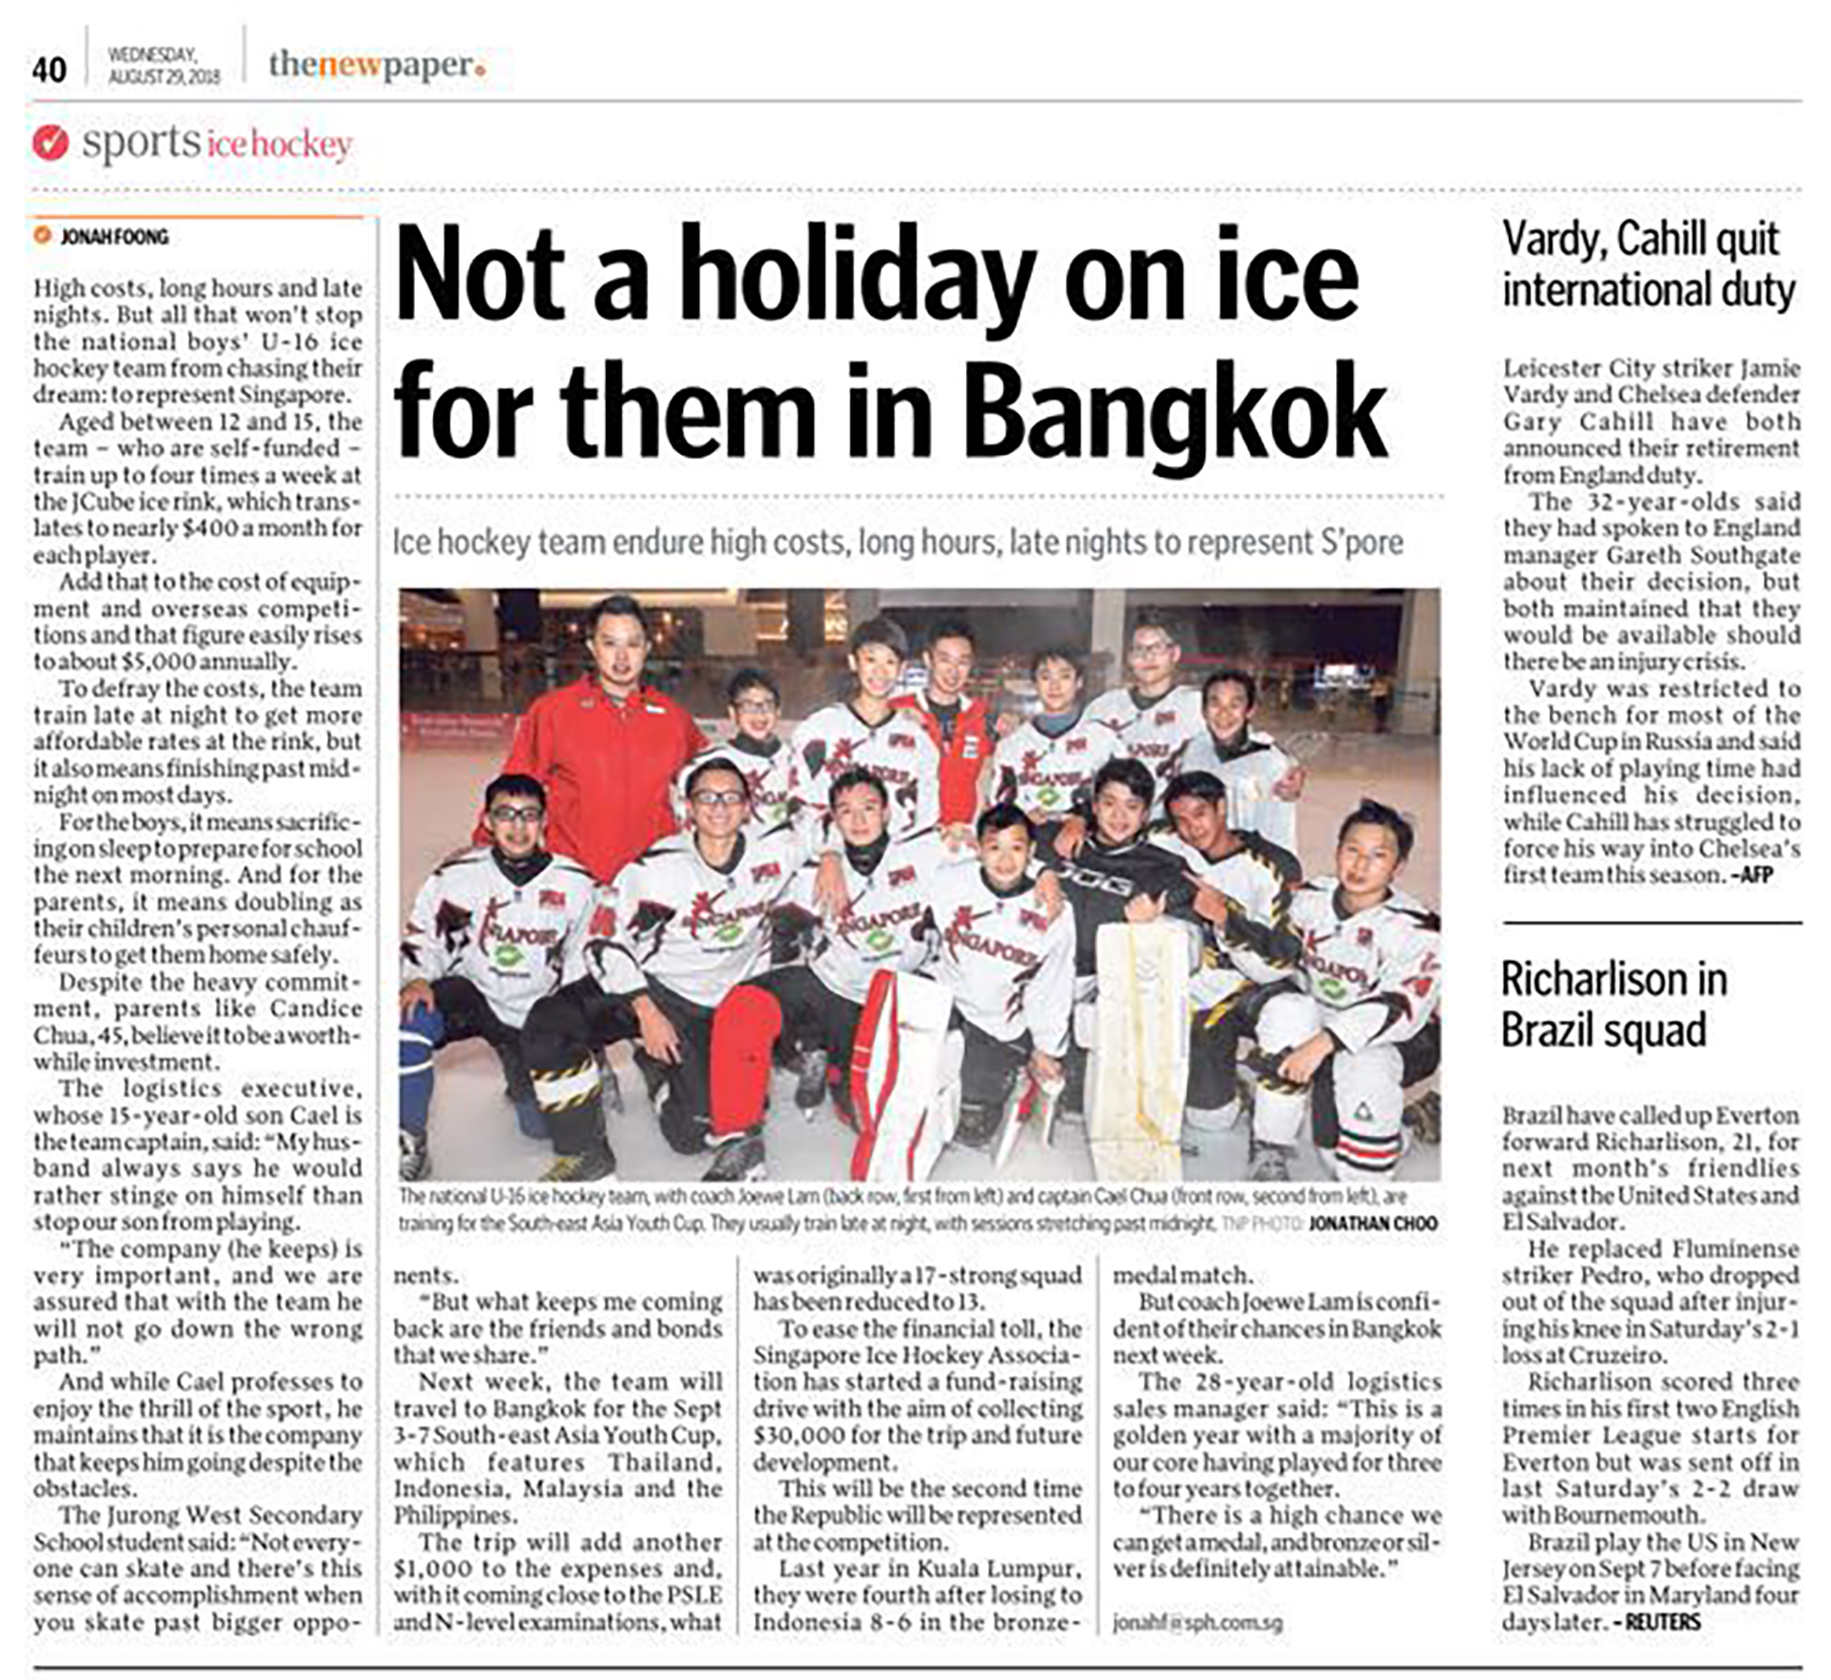 40
WEDNESDAY,
AUGUST 29, 2018
thenewpaper.
sports ice hockey
JONAH FOONG
High costs, long hours and late
nights. But all that won't stop
the national boys' U-16 ice
hockey team from chasing their
dream: to represent Singapore.
Aged between 12 and 15, the
team – who are self-funded –
train up to four times a week at
the JCube ice rink, which trans-
lates to nearly $400 a month for
each player.
Add that to the cost of equip-
ment and overseas competi-
tions and that figure easily rises
to about $5,000 annually.
To defray the costs, the team
train late at night to get more
affordable rates at the rink, but
it also means finishing past mid-
night on most days.
For the boys, it means sacrific-
ing on sleep to prepare for school
the next morning. And for the
parents, it means doubling as
their children's personal chauf-
feurs to get them home safely.
Despite the heavy commit-
ment, parents like Candice
Chua, 45, believe it to be a worth-
while investment.
The logistics executive,
whose 15-year-old son Cael is
the team captain, said: "My hus-
band always says he would
rather stinge on himself than
stop our son from playing.
"The company (he keeps) is
very important, and we are
assured that with the team he
will not go down the wrong
path."
And while Cael professes to
enjoy the thrill of the sport, he
maintains that it is the company
that keeps him going despite the
obstacles.
The Jurong West Secondary
School student said: "Not every-
one can skate and there's this
sense of accomplishment when
you skate past bigger oppo-
Not a holiday on ice
for them in Bangkok
Ice hockey team endure high costs, long hours, late nights to represent S'pore
SINGAPORE
The national U-16 ice hockey team, with coach Joewe Lam (back row, first from left) and captain Cael Chua (front row, second from left), are
training for the South-east Asia Youth Cup. They usually train late at night, with sessions stretching past midnight. TNP PHOTO: JONATHAN CHOO
nents.
"But what keeps me coming
back are the friends and bonds
that we share."
Next week, the team will
travel to Bangkok for the Sept
3-7 South-east Asia Youth Cup,
which features Thailand,
Indonesia, Malaysia and the
Philippines.
The trip will add another
$1,000 to the expenses and,
with it coming close to the PSLE
and N-level examinations, what
was originally a 17-strong squad
has been reduced to 13.
To ease the financial toll, the
Singapore Ice Hockey Associa-
tion has started a fund-raising
drive with the aim of collecting
$30,000 for the trip and future
development.
This will be the second time
the Republic will be represented
at the competition.
Last year in Kuala Lumpur,
they were fourth after losing to
Indonesia 8-6 in the bronze-
medal match.
But coach Joewe Lam is confi-
dent of their chances in Bangkok
next week.
The 28-year-old logistics
sales manager said: "This is a
golden year with a majority of
our core having played for three
to four years together.
"There is a high chance we
can get a medal, and bronze or sil-
ver is definitely attainable."
jonahf@sph.com.sg
Vardy, Cahill quit
international duty
Leicester City striker Jamie
Vardy and Chelsea defender
Gary Cahill have both
announced their retirement
from England duty.
The 32-year-olds said
they had spoken to England
manager Gareth Southgate
about their decision, but
both maintained that they
would be available should
there be an injury crisis.
Vardy was restricted to
the bench for most of the
World Cup in Russia and said
his lack of playing time had
influenced his decision,
while Cahill has struggled to
force his way into Chelsea's
first team this season. –AFP
Richarlison in
Brazil squad
Brazil have called up Everton
forward Richarlison, 21, for
next month's friendlies
against the United States and
El Salvador.
He replaced Fluminense
striker Pedro, who dropped
out of the squad after injur-
ing his knee in Saturday's 2-1
loss at Cruzeiro.
Richarlison scored three
times in his first two English
Premier League starts for
Everton but was sent off in
last Saturday's 2-2 draw
with Bournemouth.
Brazil play the US in New
Jersey on Sept 7 before facing
El Salvador in Maryland four
days later. – REUTERS